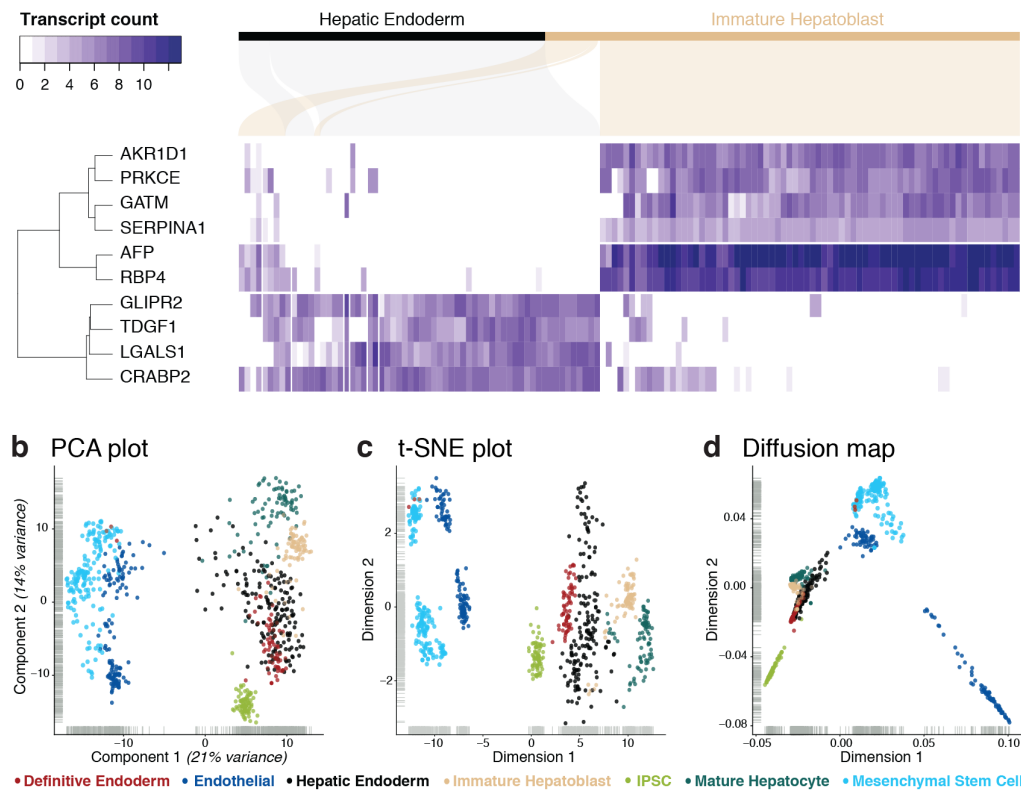 Transcript count
0 2 4 6 8 10
Hepatic Endoderm
Immature Hepatoblast
AKR1D1
PRKCE
GATM
SERPINA1
AFP
RBP4
GLIPR2
TDGF1
LGALS1
CRABP2
b PCA plot
Component 2 (14% variance)
10
0
−10
−10 0 10
Component 1 (21% variance)
c t-SNE plot
Dimension 2
2
0
−2
−10 −5 0 5 10
Dimension 1
d Diffusion map
Dimension 2
0.04
0.00
−0.04
−0.08
−0.05 0.00 0.05 0.10
Dimension 1
Definitive Endoderm Endothelial Hepatic Endoderm Immature Hepatoblast IPSC Mature Hepatocyte Mesenchymal Stem Cell